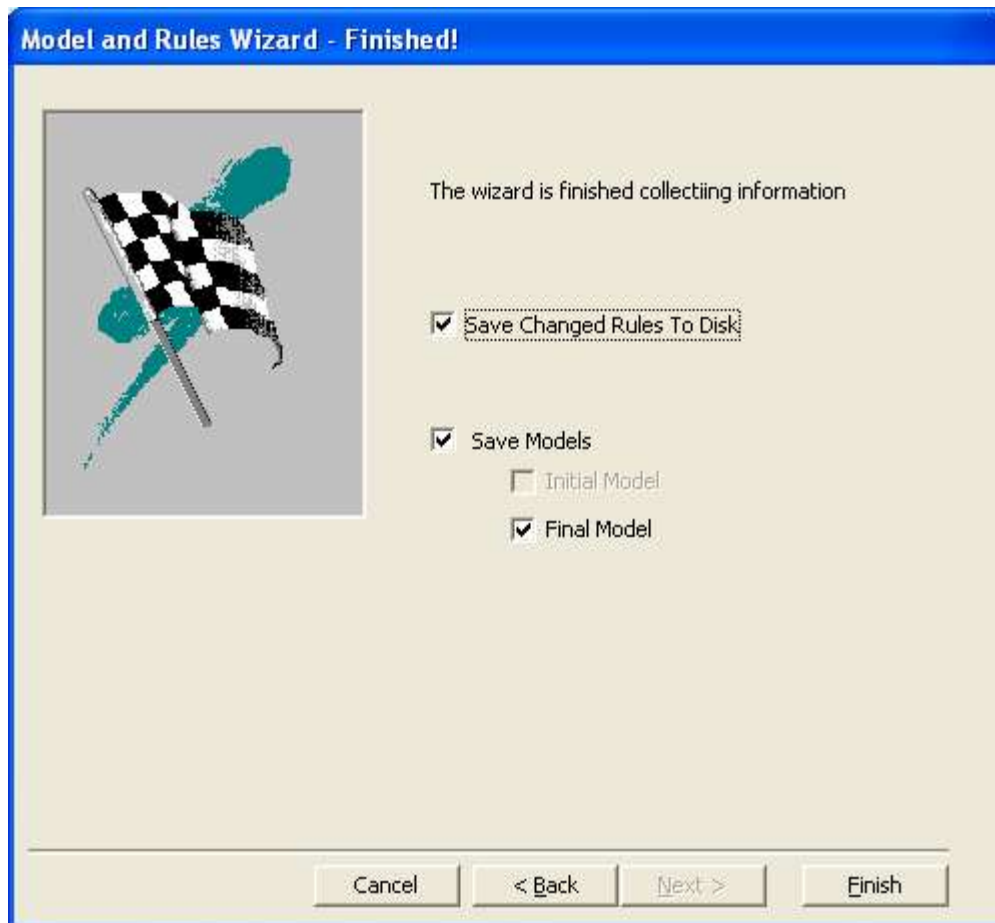 Model and Rules Wizard - Finished!
The wizard is finished collectiing information
Save Changed Rules To Disk
Save Models
Initial Model
Final Model
Cancel
< Back
Next >
Finish